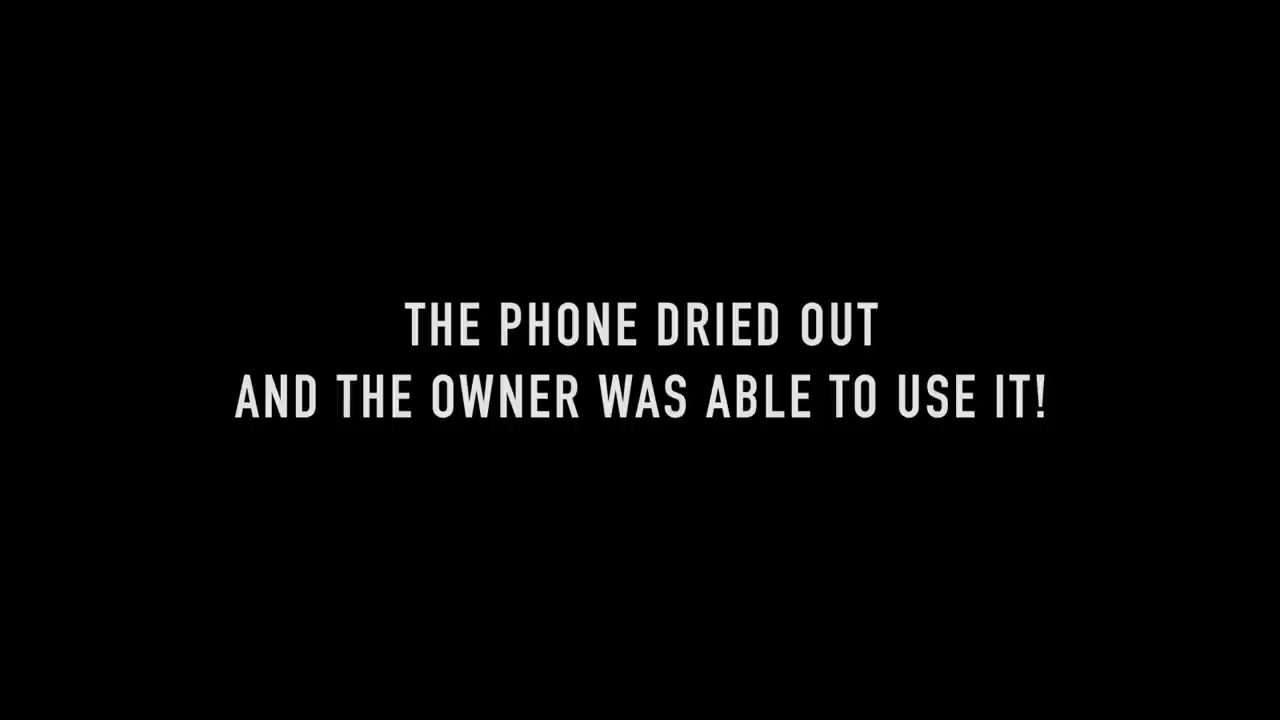 THE PHONE DRIED OUT
AND THE OWNER WAS ABLE TO USE IT!